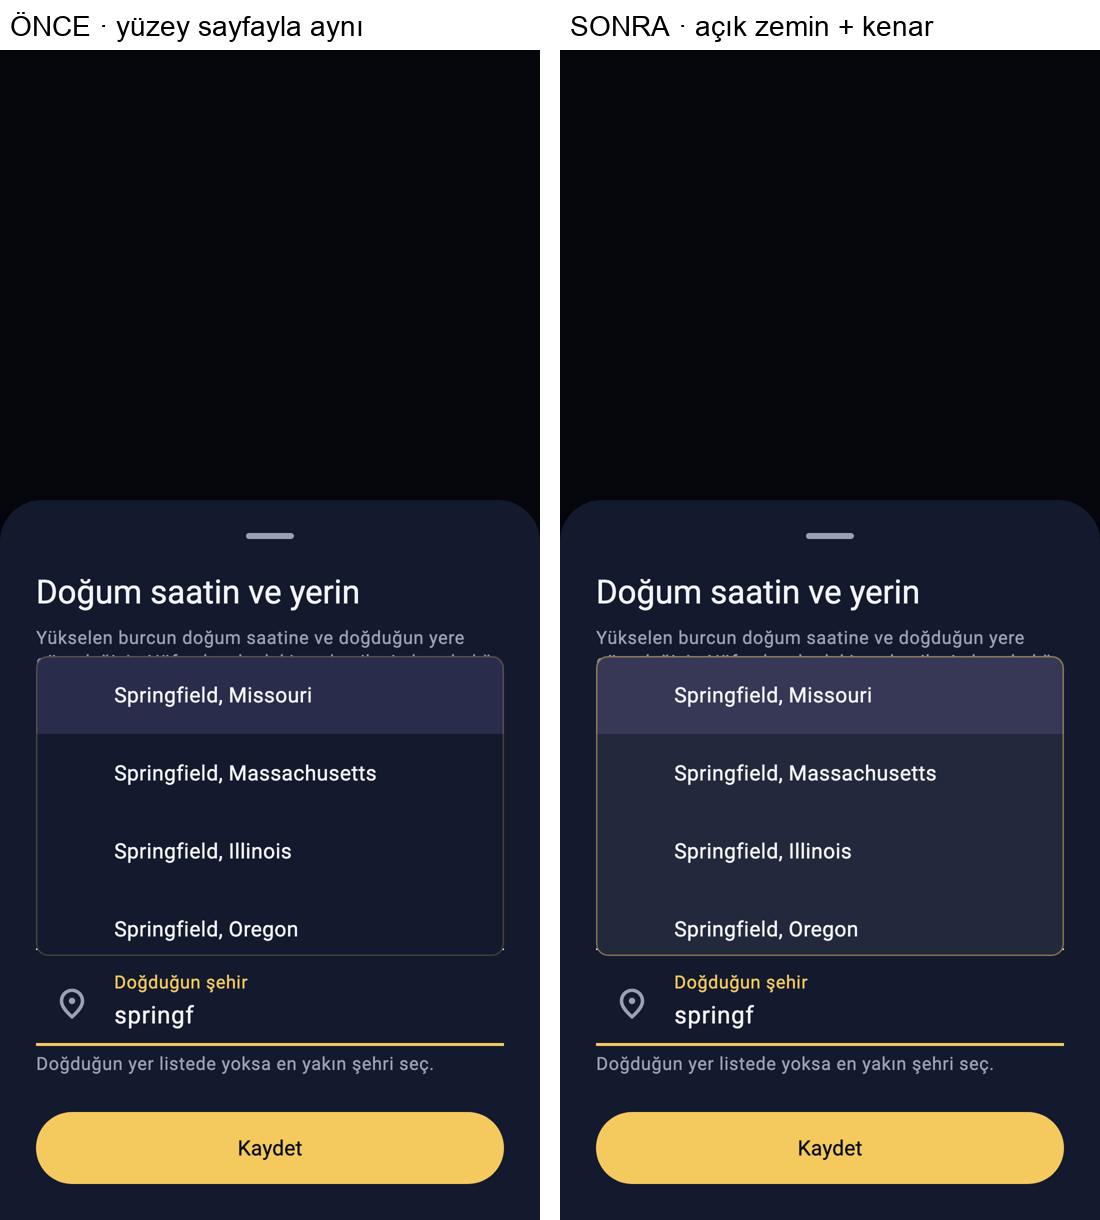 ÖNCE · yüzey sayfayla aynı
Doğum saatin ve yerin
Yükselen burcun doğum saatine ve doğduğun yere
Springfield, Missouri
Springfield, Massachusetts
Springfield, Illinois
Springfield, Oregon
Doğduğun şehir
springf
Doğduğun yer listede yoksa en yakın şehri seç.
Kaydet
SONRA · açık zemin + kenar
Doğum saatin ve yerin
Yükselen burcun doğum saatine ve doğduğun yere
Springfield, Missouri
Springfield, Massachusetts
Springfield, Illinois
Springfield, Oregon
Doğduğun şehir
springf
Doğduğun yer listede yoksa en yakın şehri seç.
Kaydet